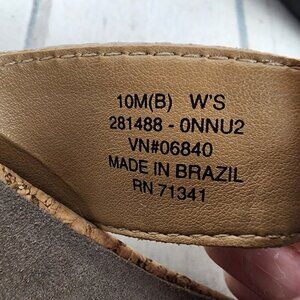 10M(B) W'S
281488 - 0NNU2
VN#06840
MADE IN BRAZIL
RN 71341